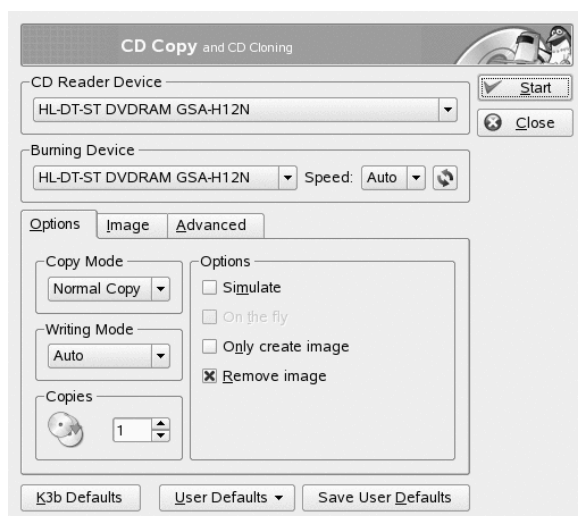 CD Copy and CD Cloning
CD Reader Device
HL-DT-ST DVDRAM GSA-H12N
Start
Close
Burning Device
HL-DT-ST DVDRAM GSA-H12N Speed: Auto
Options Image Advanced
Copy Mode
Normal Copy
Writing Mode
Auto
Copies
1
Options
Simulate
On the fly
Only create image
Remove image
K3b Defaults User Defaults Save User Defaults